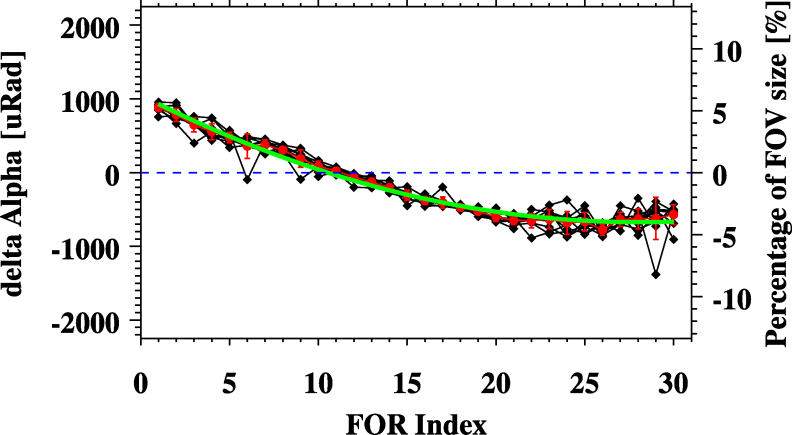 delta Alpha [uRad]
2000
1000
0
-1000
-2000
0 5 10 15 20 25 30
FOR Index
10
5
0
-5
-10
Percentage of FOV size [%]